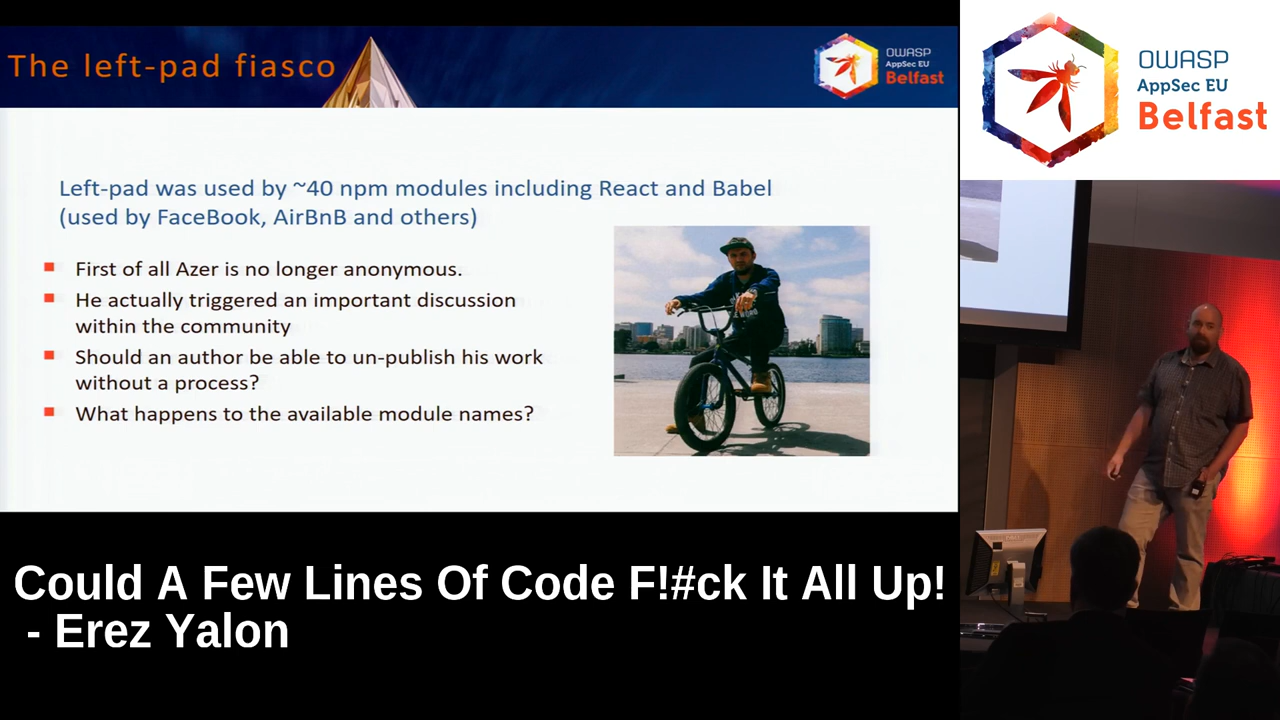 The left-pad fiasco
OWASP
AppSec EU
Belfast
Left-pad was used by ~40 npm modules including React and Babel
(used by FaceBook, AirBnB and others)
First of all Azer is no longer anonymous.
He actually triggered an important discussion
within the community
Should an author be able to un-publish his work
without a process?
What happens to the available module names?
OWASP
AppSec EU
Belfast
Could A Few Lines Of Code F!#ck It All Up!
- Erez Yalon